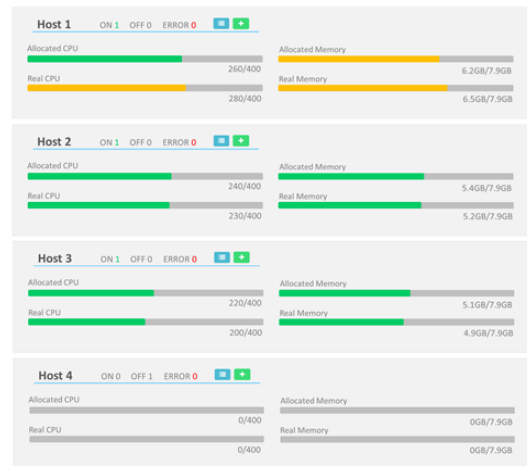 Host 1 ON 1 OFF 0 ERROR 0
Allocated CPU Allocated Memory
260/400 6.2GB/7.9GB
Real CPU Real Memory
280/400 6.5GB/7.9GB
Host 2 ON 1 OFF 0 ERROR 0
Allocated CPU Allocated Memory
240/400 5.4GB/7.9GB
Real CPU Real Memory
230/400 5.2GB/7.9GB
Host 3 ON 1 OFF 0 ERROR 0
Allocated CPU Allocated Memory
220/400 5.1GB/7.9GB
Real CPU Real Memory
200/400 4.9GB/7.9GB
Host 4 ON 0 OFF 1 ERROR 0
Allocated CPU Allocated Memory
0/400 0GB/7.9GB
Real CPU Real Memory
0/400 0GB/7.9GB